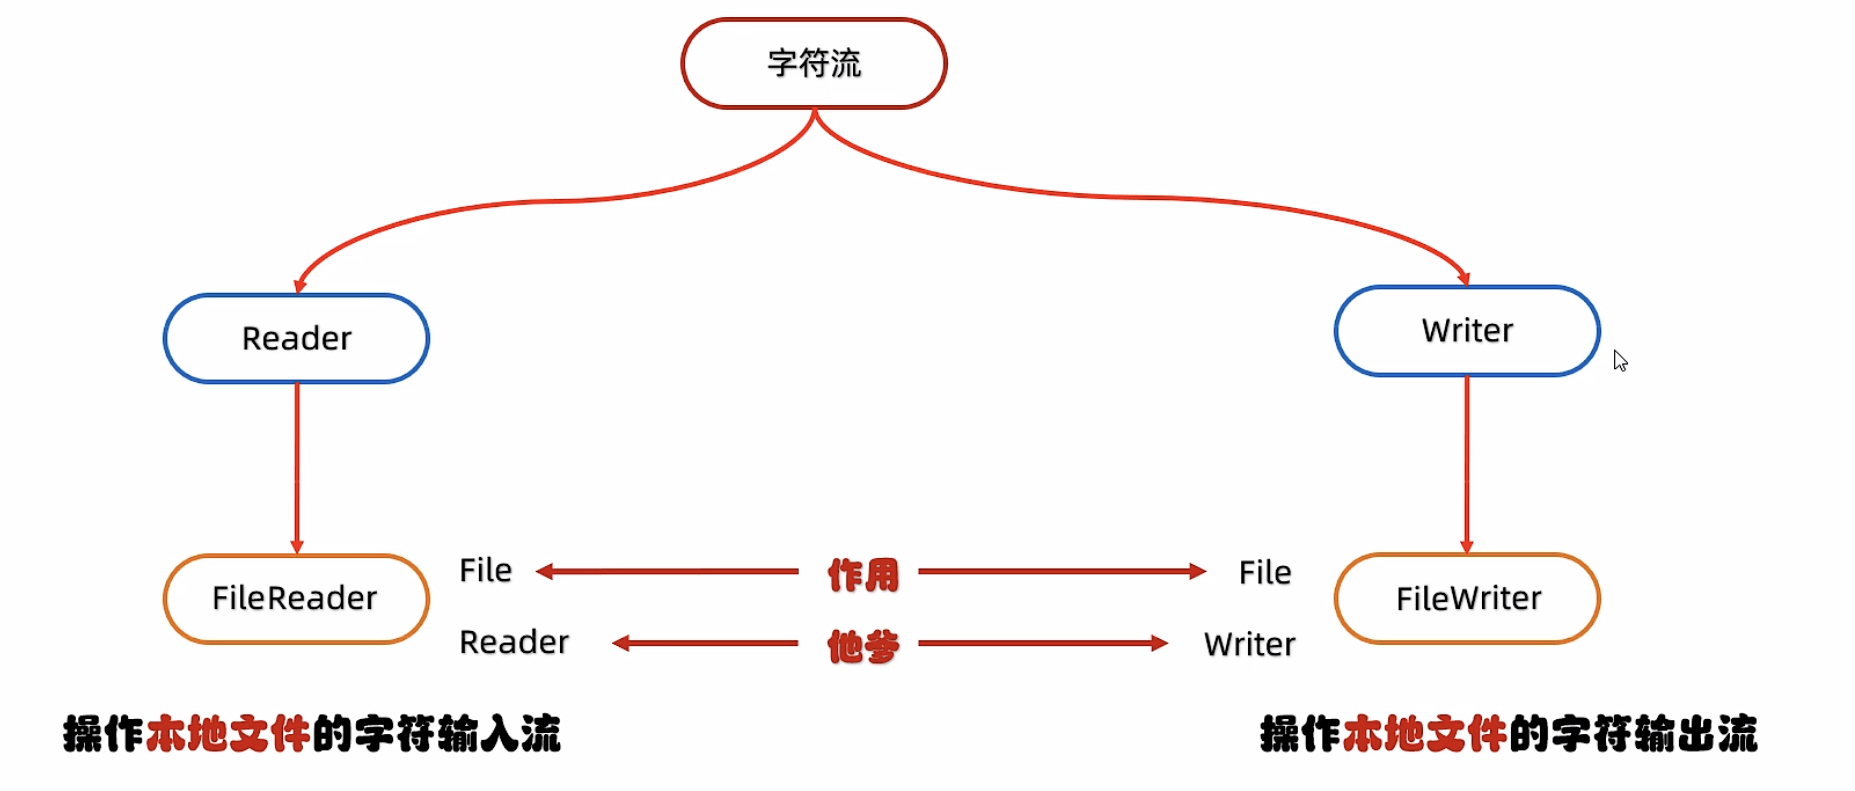 字符流
Reader
Writer
FileReader
File
作用
File
FileWriter
Reader
他爹
Writer
操作本地文件的字符输入流
操作本地文件的字符输出流